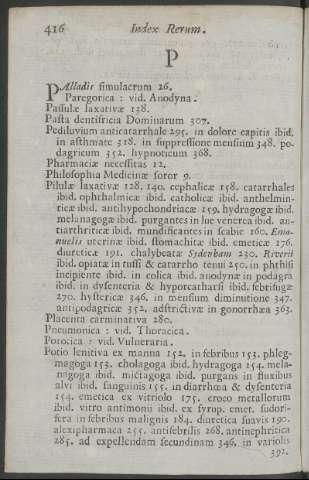 416 Index Rerum.
P
PAlladis simulacrum 26.
Paregorica : vid. Anodyna.
Passulæ laxativæ 138.
Pasta dentifricia Dominarum 307.
Pediluvium anticatarrhale 295. in dolore capitis ibid.
in asthmate 318. in suppressione mensium 348. po-
dagricum 352. hypnoticum 368.
Pharmaciæ necessitas 12.
Philosophia Medicinæ soror 9.
Pilulæ laxativæ 128. 140. cephalicæ 158. catarrhales
ibid. ophthalmicæ ibid. catholicæ ibid. anthelmin-
ticæ ibid. antihypochondriacæ 159. hydragogæ ibid.
melanagogæ ibid. purgantes in lue venerea ibid. an-
tiarthriticæ ibid. mundificantes in scabie 160. Ema-
nuelis uterinæ ibid. stomachicæ ibid. emeticæ 176.
diureticæ 191. chalybeatæ Sydenham 230. Riverii
ibid. opiatæ in tussi & catarrho tenui 250. in phthisi
incipiente ibid. in colica ibid. anodynæ in podagra
ibid. in dysenteria & hypercatharsi ibid. febrifugæ
270. hystericæ 346. in mensium diminutione 347.
antipodagricæ 352. adstrictivæ in gonorrhæa 363.
Placenta carminativa 280.
Pneumonica : vid. Thoracica.
Porotica : vid. Vulneraria.
Potio lenitiva ex manna 152. in febribus 153. phleg-
magoga 153. cholagoga ibid. hydragoga 154. mela-
nagoga ibid. mictagoga ibid. purgans in fluxibus
alvi ibid. sanguinis 155. in diarrhœa & dysenteria
154. emetica ex vitriolo 175. croco metallorum
ibid. vitro antimonii ibid. ex syrup. emet. sudori-
fera in febribus malignis 184. diuretica suavis 190.
alexipharmaca 255. antifebrilis 268. antinephritica
285. ad expellendam secundinam 346. in variolis
392.